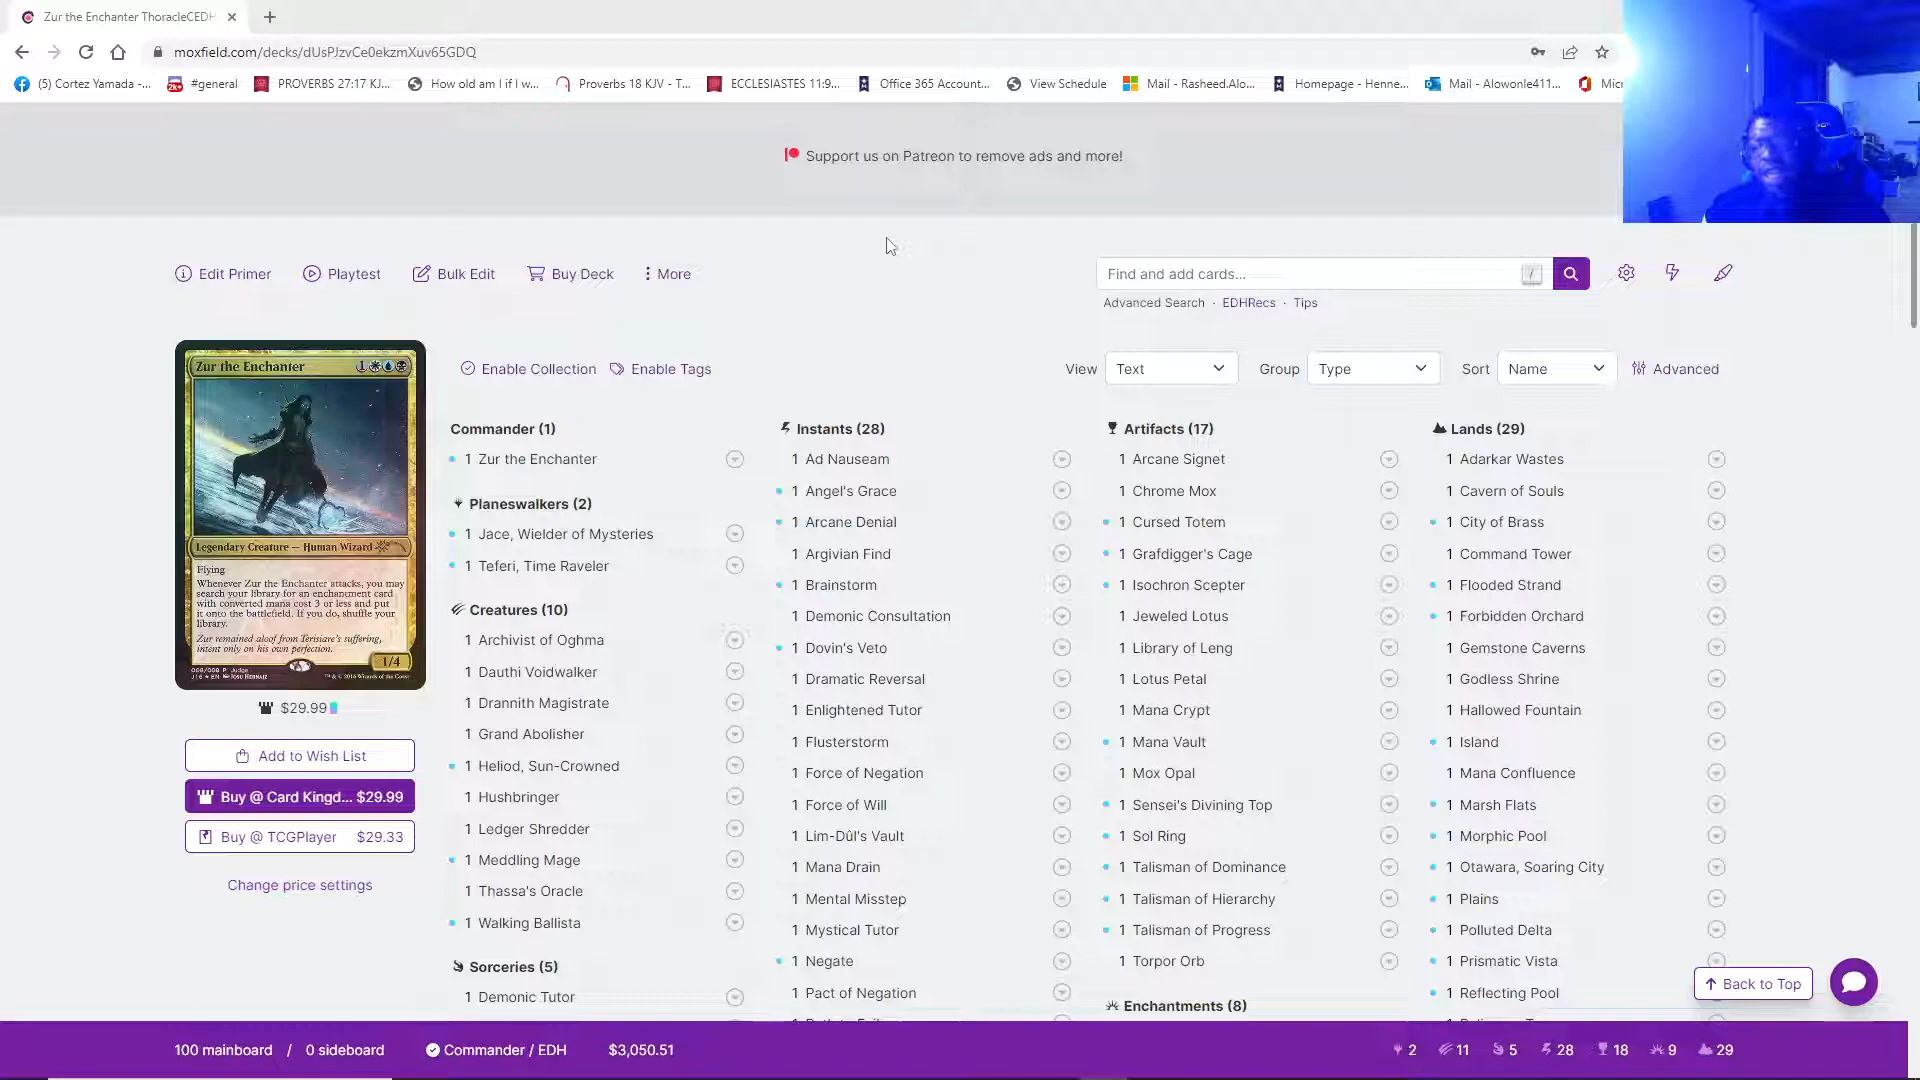 Zur the Enchanter ThoracleCEDH
moxfield.com/decks/dUsPJzvCe0ekzmXuv65GDQ
(5) Cortez Yamada -...
2K+
#general
PROVERBS 27:17 KJ...
How old am I if I w...
Proverbs 18 KJV - T...
ECCLESIASTES 11:9...
Office 365 Account...
View Schedule
Mail - Rasheed.Alo...
Homepage - Henne...
Mail - Alowonle411...
Support us on Patreon to remove ads and more!
Edit Primer
Playtest
Bulk Edit
Buy Deck
More
Find and add cards...
/
Advanced Search · EDHRecs · Tips
Zur the Enchanter
1
Legendary Creature — Human Wizard
Flying
Whenever Zur the Enchanter attacks, you may
search your library for an enchantment card
with converted mana cost 3 or less and put
it onto the battlefield. If you do, shuffle your
library.
Zur remained aloof from Terisiare's suffering,
intent only on his own perfection.
1/4
$29.99
Add to Wish List
Buy @ Card Kingd... $29.99
Buy @ TCGPlayer $29.33
Change price settings
Enable Collection
Enable Tags
View Text
Group Type
Sort Name
Advanced
Commander (1)
1 Zur the Enchanter
Planeswalkers (2)
1 Jace, Wielder of Mysteries
1 Teferi, Time Raveler
Creatures (10)
1 Archivist of Oghma
1 Dauthi Voidwalker
1 Drannith Magistrate
1 Grand Abolisher
1 Heliod, Sun-Crowned
1 Hushbringer
1 Ledger Shredder
1 Meddling Mage
1 Thassa's Oracle
1 Walking Ballista
Sorceries (5)
1 Demonic Tutor
Instants (28)
1 Ad Nauseam
1 Angel's Grace
1 Arcane Denial
1 Argivian Find
1 Brainstorm
1 Demonic Consultation
1 Dovin's Veto
1 Dramatic Reversal
1 Enlightened Tutor
1 Flusterstorm
1 Force of Negation
1 Force of Will
1 Lim-Dûl's Vault
1 Mana Drain
1 Mental Misstep
1 Mystical Tutor
1 Negate
1 Pact of Negation
Artifacts (17)
1 Arcane Signet
1 Chrome Mox
1 Cursed Totem
1 Grafdigger's Cage
1 Isochron Scepter
1 Jeweled Lotus
1 Library of Leng
1 Lotus Petal
1 Mana Crypt
1 Mana Vault
1 Mox Opal
1 Sensei's Divining Top
1 Sol Ring
1 Talisman of Dominance
1 Talisman of Hierarchy
1 Talisman of Progress
1 Torpor Orb
Enchantments (8)
Lands (29)
1 Adarkar Wastes
1 Cavern of Souls
1 City of Brass
1 Command Tower
1 Flooded Strand
1 Forbidden Orchard
1 Gemstone Caverns
1 Godless Shrine
1 Hallowed Fountain
1 Island
1 Mana Confluence
1 Marsh Flats
1 Morphic Pool
1 Otawara, Soaring City
1 Plains
1 Polluted Delta
1 Prismatic Vista
1 Reflecting Pool
Back to Top
100 mainboard / 0 sideboard
Commander / EDH
$3,050.51
2 11 5 28 18 9 29